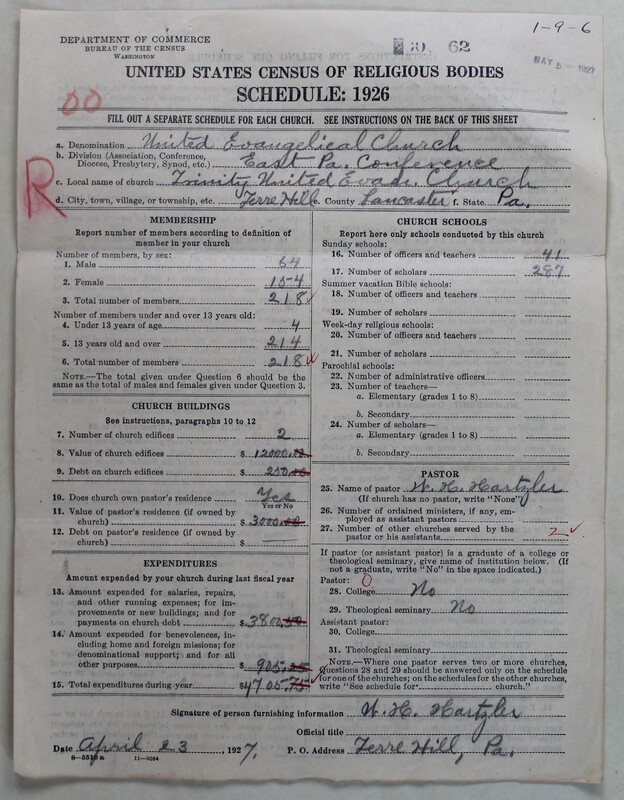 1-9-6
DEPARTMENT OF COMMERCE
BUREAU OF THE CENSUS
WASHINGTON
62
MAY 5 - 1927
UNITED STATES CENSUS OF RELIGIOUS BODIES
SCHEDULE: 1926
00
FILL OUT A SEPARATE SCHEDULE FOR EACH CHURCH. SEE INSTRUCTIONS ON THE BACK OF THIS SHEET
R
a. Denomination United Evangelical Church
b. Division (Association, Conference, Diocese, Presbytery, Synod, etc.) East Pa. Conference
c. Local name of church Trinity United Evan. Church
d. City, town, village, or township, etc. Terre Hill e. County Lancaster f. State Pa.
MEMBERSHIP
Report number of members according to definition of
member in your church
Number of members, by sex:
1. Male 64
2. Female 154
3. Total number of members 218
Number of members under and over 13 years old:
4. Under 13 years of age 4
5. 13 years old and over 214
6. Total number of members 218
NOTE.—The total given under Question 6 should be
the same as the total of males and females given under Question 3.
CHURCH BUILDINGS
See instructions, paragraphs 10 to 12
7. Number of church edifices 2
8. Value of church edifices $ 12000.00
9. Debt on church edifices $ 250.00
10. Does church own pastor's residence Yes
Yes or No
11. Value of pastor's residence (if owned by
church) $ 3000.00
12. Debt on pastor's residence (if owned by
church) $
EXPENDITURES
Amount expended by your church during last fiscal year
13. Amount expended for salaries, repairs,
and other running expenses; for im-
provements or new buildings; and for
payments on church debt $ 3800.50
14. Amount expended for benevolences, in-
cluding home and foreign missions; for
denominational support; and for all
other purposes $ 905.25
15. Total expenditures during year $ 4705.75
CHURCH SCHOOLS
Report here only schools conducted by this church
Sunday schools:
16. Number of officers and teachers 41
17. Number of scholars 287
Summer vacation Bible schools:
18. Number of officers and teachers
19. Number of scholars
Week-day religious schools:
20. Number of officers and teachers
21. Number of scholars
Parochial schools:
22. Number of administrative officers
23. Number of teachers—
a. Elementary (grades 1 to 8)
b. Secondary
24. Number of scholars—
a. Elementary (grades 1 to 8)
b. Secondary
PASTOR
25. Name of pastor W. H. Hartzler
(If church has no pastor, write "None")
26. Number of ordained ministers, if any, em-
ployed as assistant pastors
27. Number of other churches served by the
pastor or his assistants 2
If pastor (or assistant pastor) is a graduate of a college or
theological seminary, give name of institution below. (If
not a graduate, write "No" in the space indicated.)
Pastor: 0
28. College No
29. Theological seminary No
Assistant pastor:
30. College
31. Theological seminary
NOTE.—Where one pastor serves two or more churches,
Questions 28 and 29 should be answered only on the schedule
for one of the churches; on the schedules for the other churches,
write "See schedule for church."
Signature of person furnishing information W. H. Hartzler
Official title
Date April 23, 1927. P. O. Address Terre Hill, Pa.